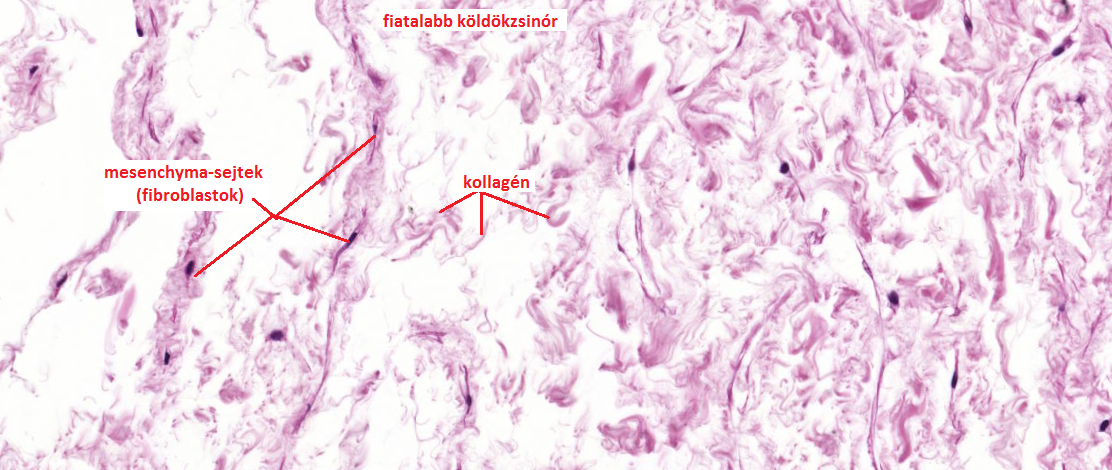 fiatalabb köldökzsinór
mesenchyma-sejtek
(fibroblastok)
kollagén